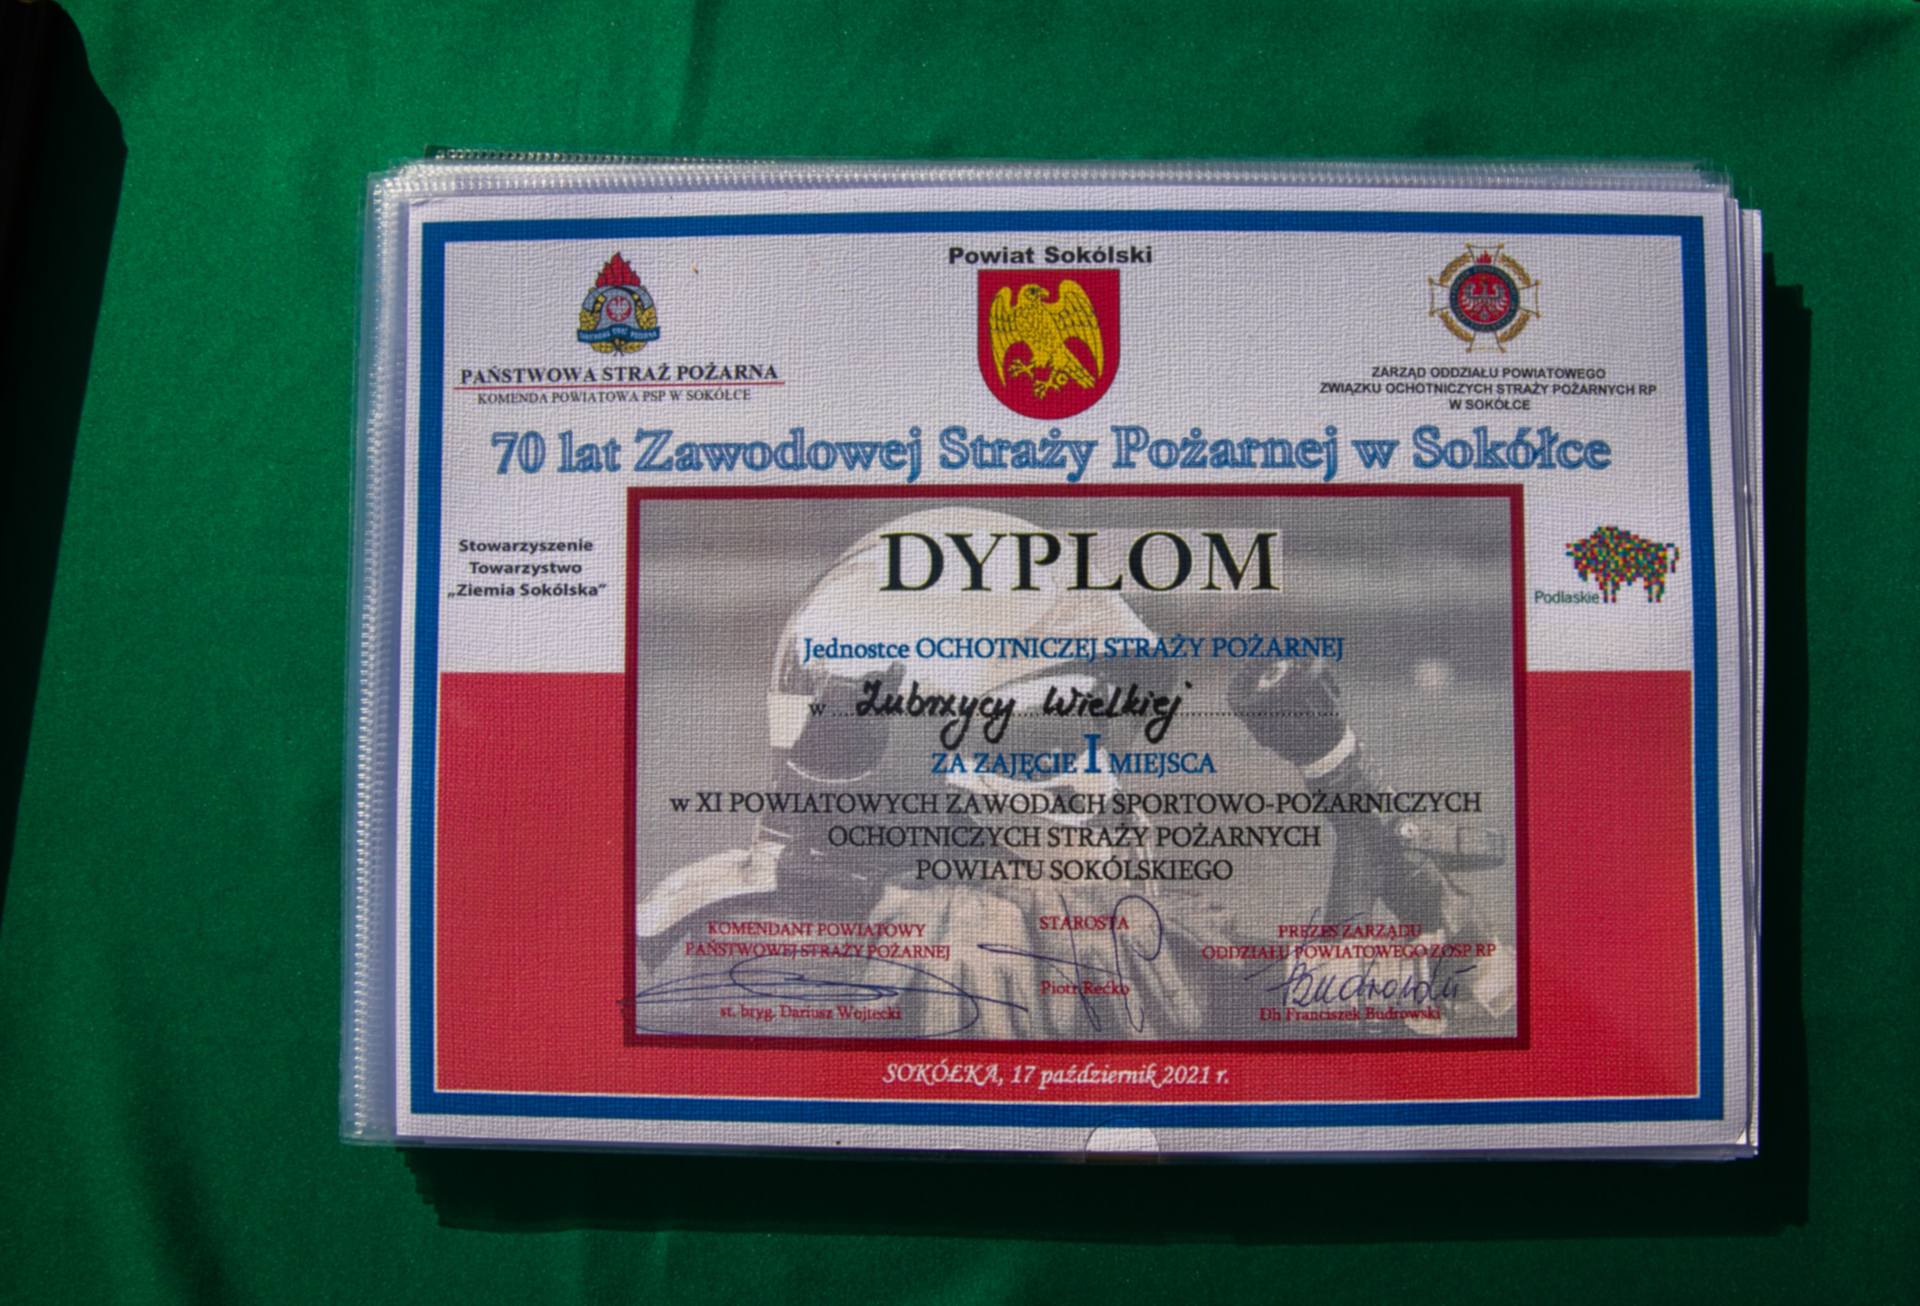 Powiat Sokólski
PAŃSTWOWA STRAŻ POŻARNA
KOMENDA POWIATOWA PSP W SOKÓŁCE
ZARZĄD ODDZIAŁU POWIATOWEGO
ZWIĄZKU OCHOTNICZYCH STRAŻY POŻARNYCH RP
W SOKÓŁCE
70 lat Zawodowej Straży Pożarnej w Sokółce
Stowarzyszenie
Towarzystwo
„Ziemia Sokólska”
Podlaskie
DYPLOM
Jednostce OCHOTNICZEJ STRAŻY POŻARNEJ
w Zubrzycy Wielkiej
ZA ZAJĘCIE I MIEJSCA
w XI POWIATOWYCH ZAWODACH SPORTOWO-POŻARNICZYCH
OCHOTNICZYCH STRAŻY POŻARNYCH
POWIATU SOKÓLSKIEGO
KOMENDANT POWIATOWY
PAŃSTWOWEJ STRAŻY POŻARNEJ
st. bryg. Dariusz Wojtecki
STAROSTA
Piotr Rećko
PREZES ZARZĄDU
ODDZIAŁU POWIATOWEGO ZOSP RP
Budrowski
Dh Franciszek Budrowski
SOKÓŁKA, 17 październik 2021 r.